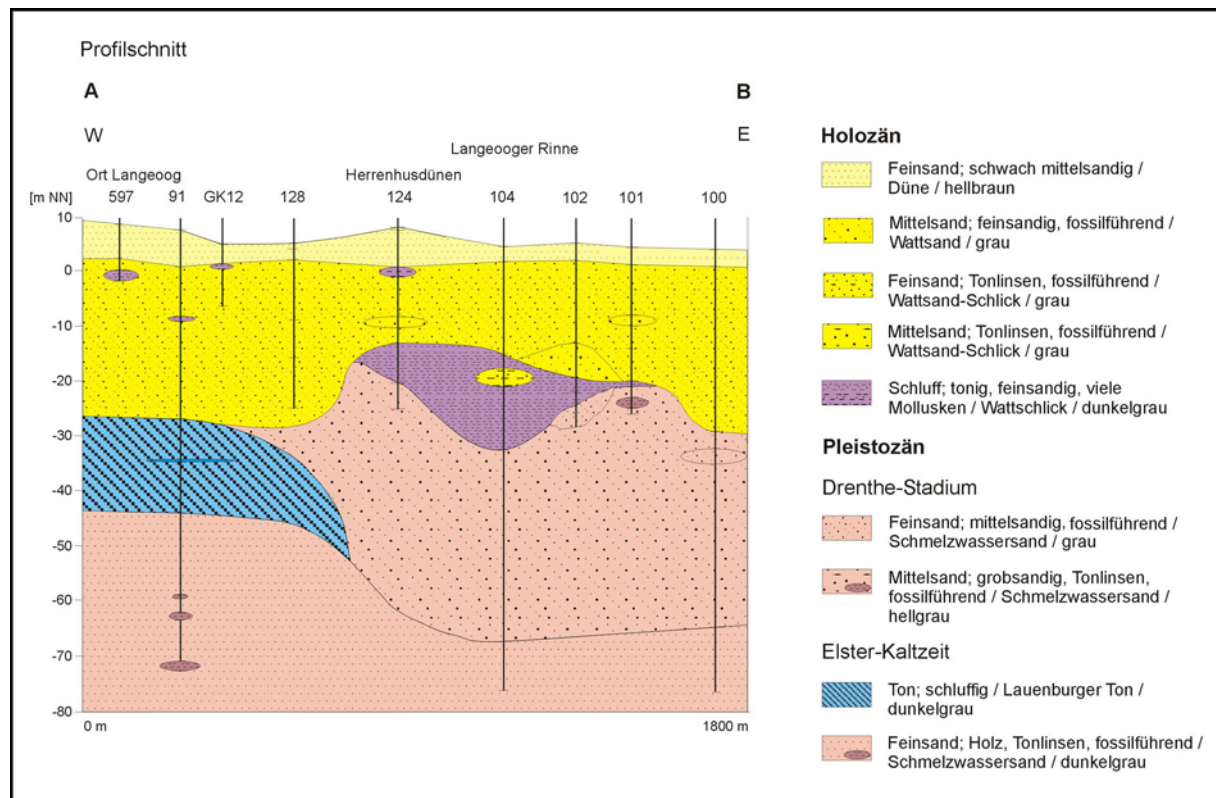 Profilschnitt
A B
W E
Langeooger Rinne
Ort Langeoog Herrenhusdünen
[m NN] 597 91 GK12 128 124 104 102 101 100
10
0
-10
-20
-30
-40
-50
-60
-70
-80
0 m 1800 m
Holozän
Feinsand; schwach mittelsandig /
Düne / hellbraun
Mittelsand; feinsandig, fossilführend /
Wattsand / grau
Feinsand; Tonlinsen, fossilführend /
Wattsand-Schlick / grau
Mittelsand; Tonlinsen, fossilführend /
Wattsand-Schlick / grau
Schluff; tonig, feinsandig, viele
Mollusken / Wattschlick / dunkelgrau
Pleistozän
Drenthe-Stadium
Feinsand; mittelsandig, fossilführend /
Schmelzwassersand / grau
Mittelsand; grobsandig, Tonlinsen,
fossilführend / Schmelzwassersand /
hellgrau
Elster-Kaltzeit
Ton; schluffig / Lauenburger Ton /
dunkelgrau
Feinsand; Holz, Tonlinsen, fossilführend /
Schmelzwassersand / dunkelgrau